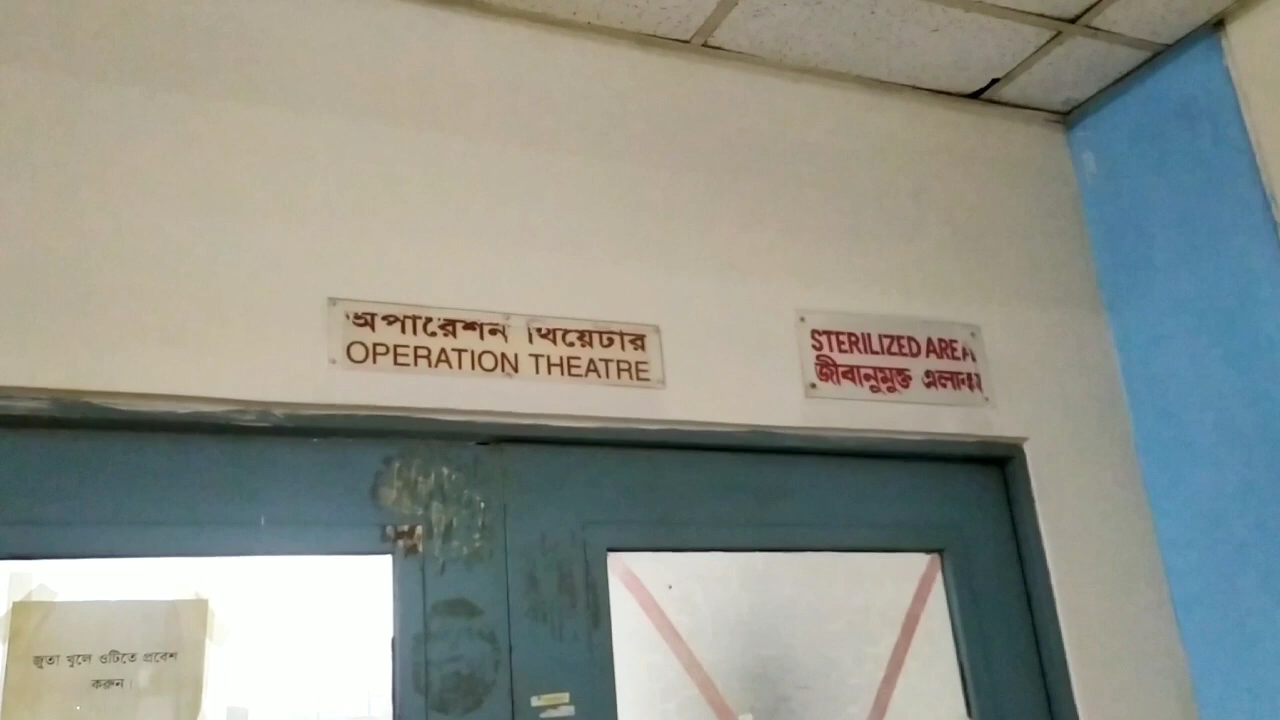 অপারেশন থিয়েটার
OPERATION THEATRE
STERILIZED AREA
জীবানুমুক্ত এলাকা
জুতা খুলে ওটিতে প্রবেশ
করুন।